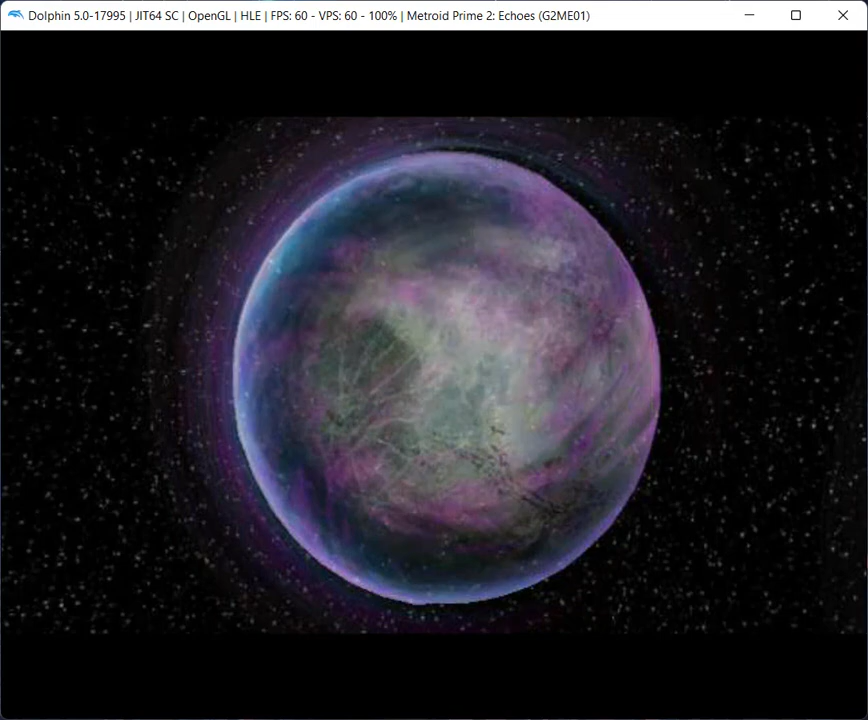 Dolphin 5.0-17995 | JIT64 SC | OpenGL | HLE | FPS: 60 - VPS: 60 - 100% | Metroid Prime 2: Echoes (G2ME01)